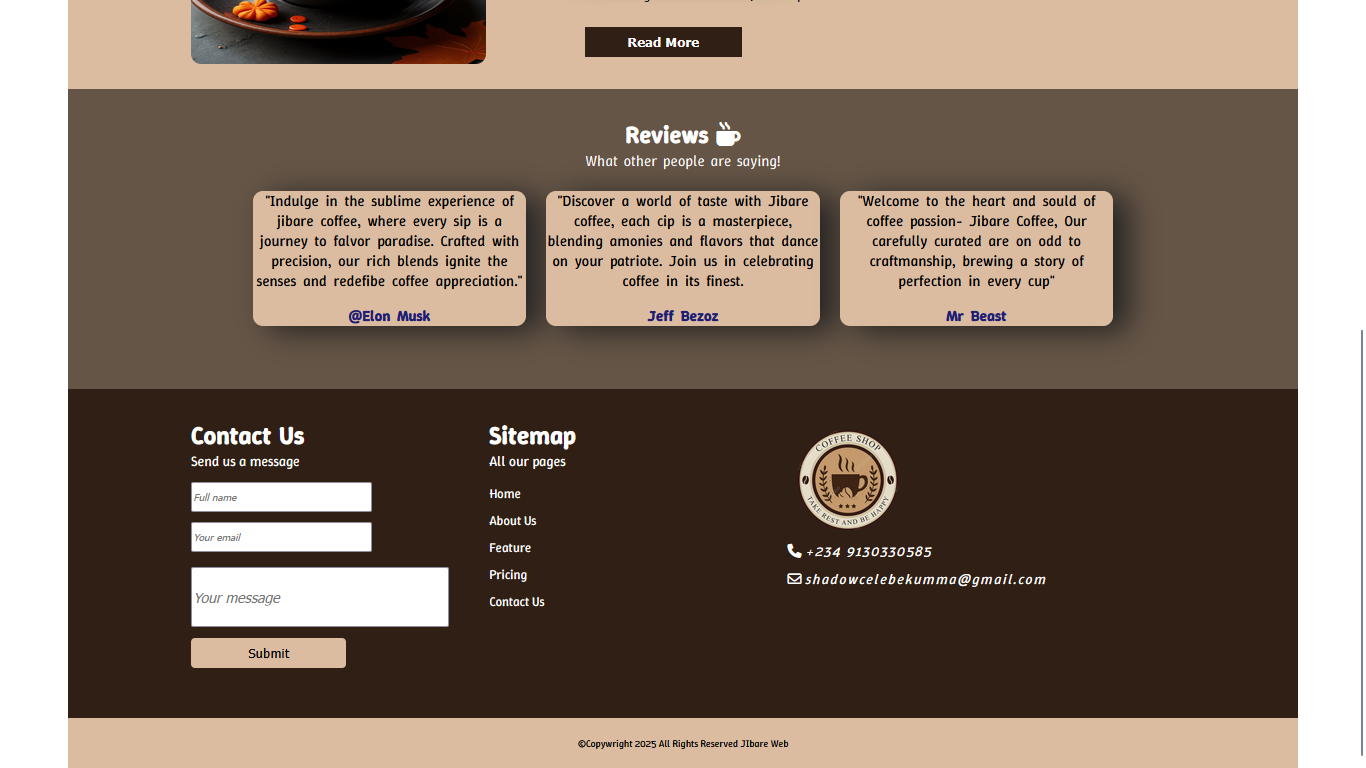 Read More
Reviews
What other people are saying!
"Indulge in the sublime experience of
jibare coffee, where every sip is a
journey to falvor paradise. Crafted with
precision, our rich blends ignite the
senses and redefibe coffee appreciation."
@Elon Musk
"Discover a world of taste with Jibare
coffee, each cip is a masterpiece,
blending amonies and flavors that dance
on your patriote. Join us in celebrating
coffee in its finest.
Jeff Bezoz
"Welcome to the heart and sould of
coffee passion- Jibare Coffee, Our
carefully curated are on odd to
craftmanship, brewing a story of
perfection in every cup"
Mr Beast
Contact Us
Send us a message
Full name
Your email
Your message
Submit
Sitemap
All our pages
Home
About Us
Feature
Pricing
Contact Us
COFFEE SHOP
TAKE REST AND BE HAPPY
+234 9130330585
shadowcelebekumma@gmail.com
©Copywright 2025 All Rights Reserved JIbare Web